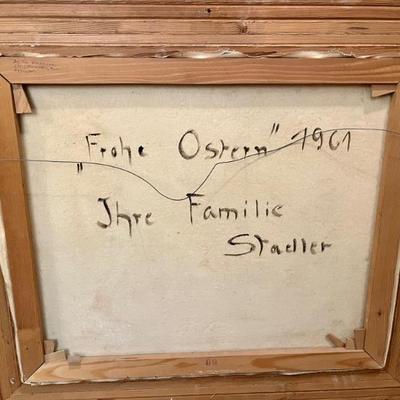 "Frohe Ostern" 1961
Ihre Familie
Stadler